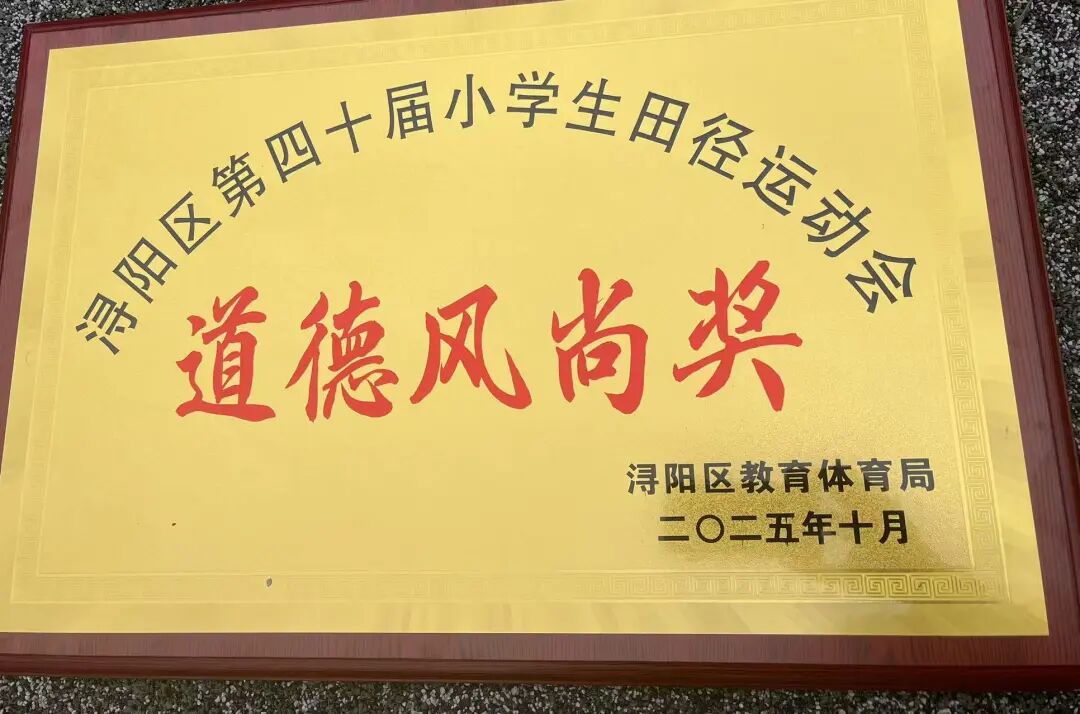 浔阳区第四十届小学生田径运动会
道德风尚奖
浔阳区教育体育局
二〇二五年十月